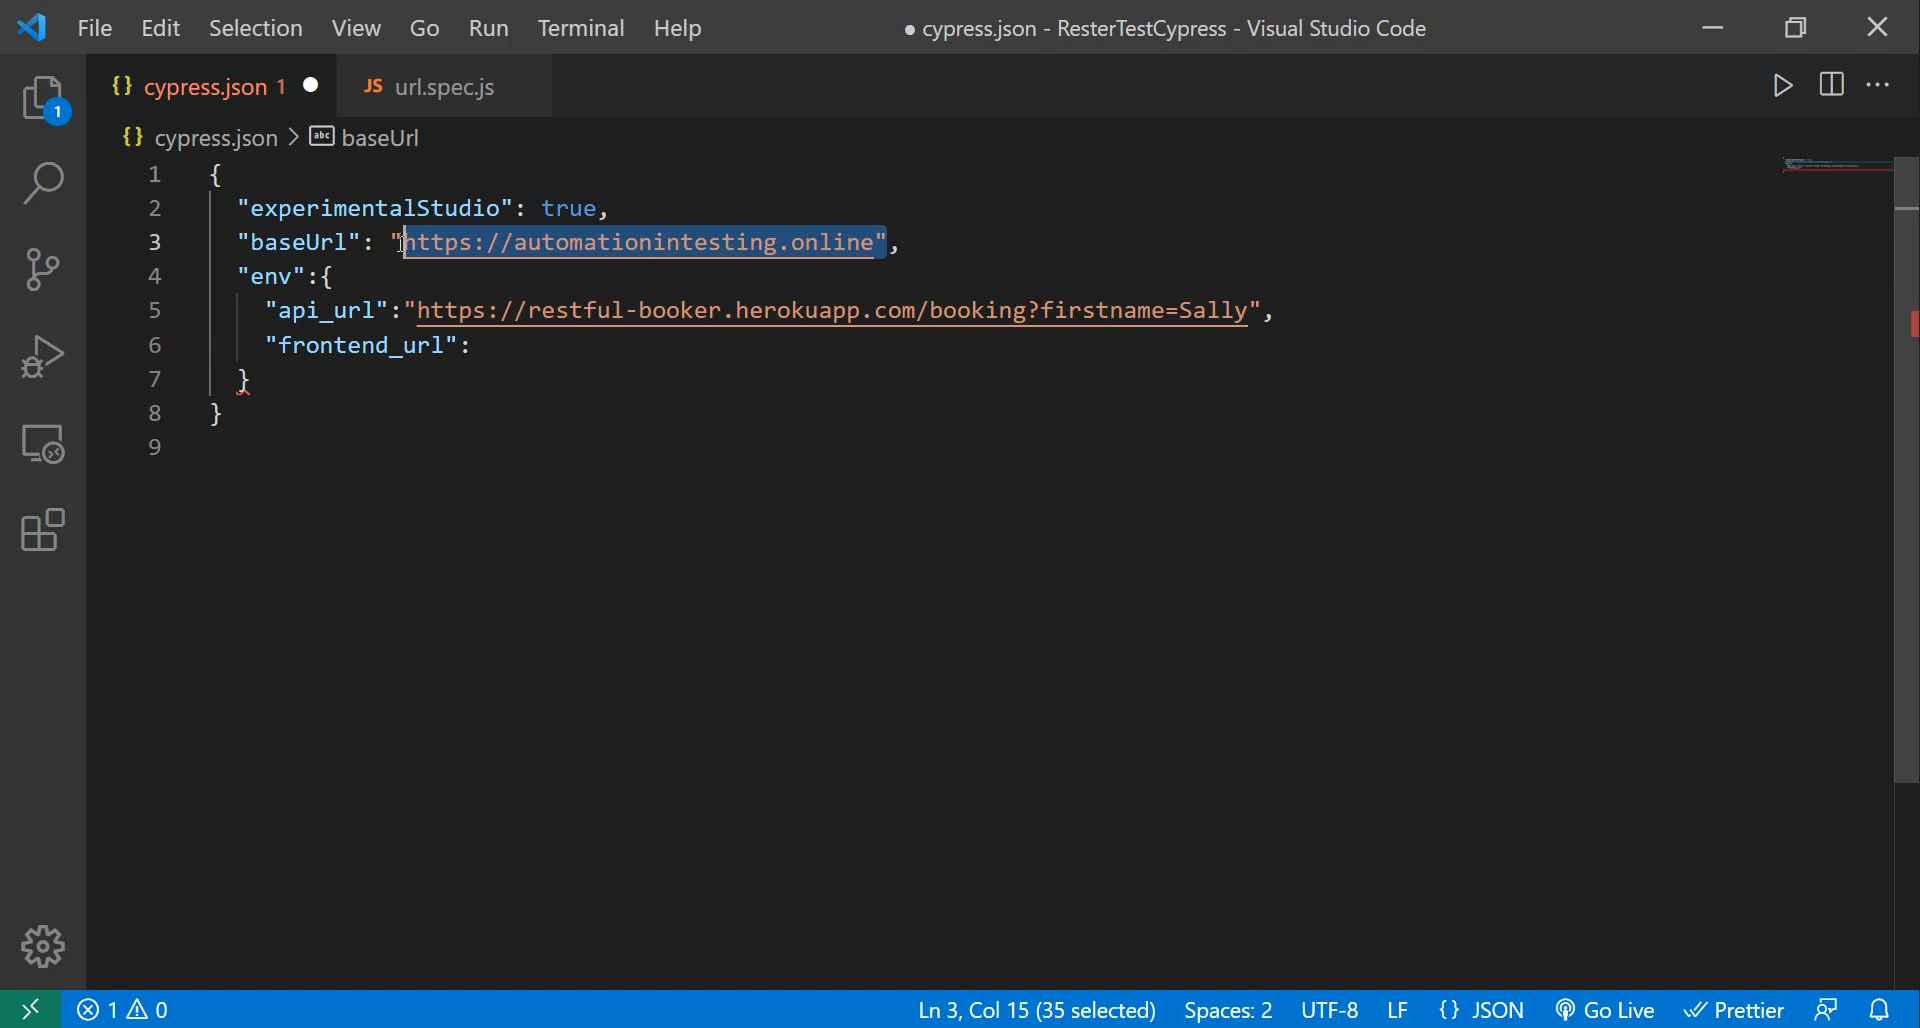 File Edit Selection View Go Run Terminal Help ● cypress.json - ResterTestCypress - Visual Studio Code
{} cypress.json 1 ● JS url.spec.js
{} cypress.json > abc baseUrl
1 {
2 "experimentalStudio": true,
3 "baseUrl": "https://automationintesting.online",
4 "env":{
5 "api_url":"https://restful-booker.herokuapp.com/booking?firstname=Sally",
6 "frontend_url":
7 }
8 }
9
1
1 0 Ln 3, Col 15 (35 selected) Spaces: 2 UTF-8 LF {} JSON Go Live Prettier